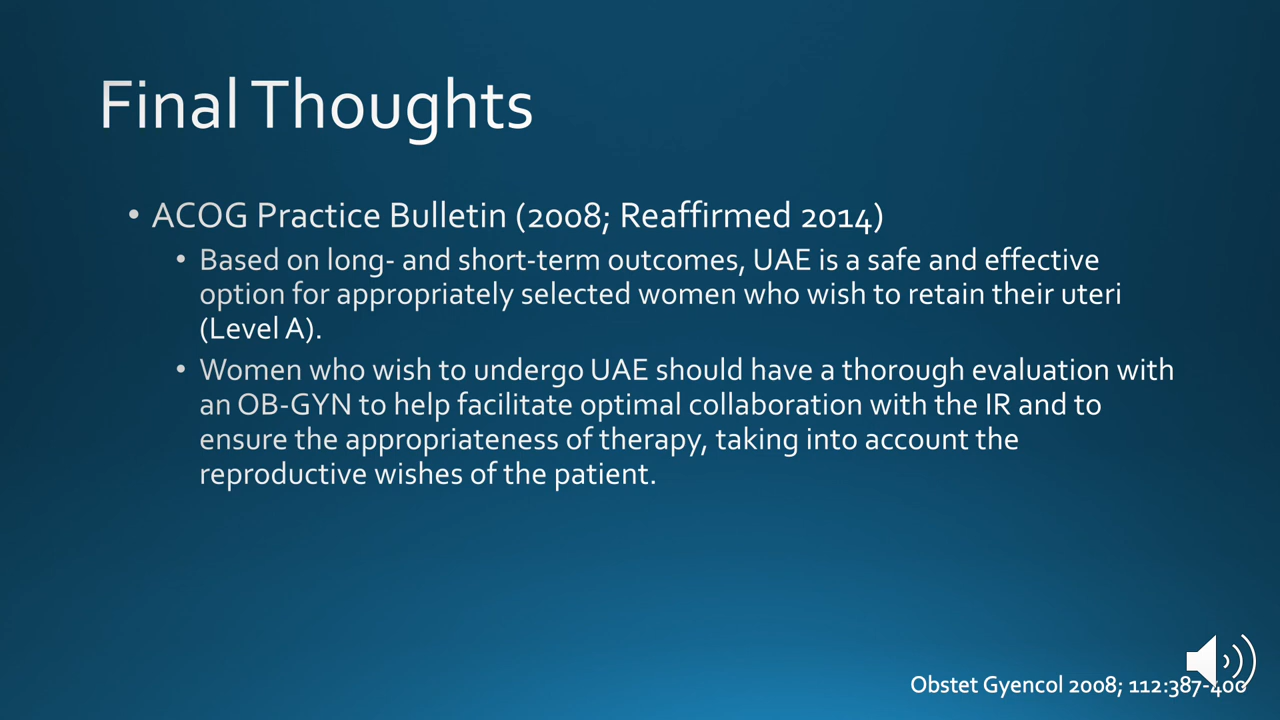 Final Thoughts
• ACOG Practice Bulletin (2008; Reaffirmed 2014)
• Based on long- and short-term outcomes, UAE is a safe and effective
option for appropriately selected women who wish to retain their uteri
(Level A).
• Women who wish to undergo UAE should have a thorough evaluation with
an OB-GYN to help facilitate optimal collaboration with the IR and to
ensure the appropriateness of therapy, taking into account the
reproductive wishes of the patient.
Obstet Gyencol 2008; 112:387-400